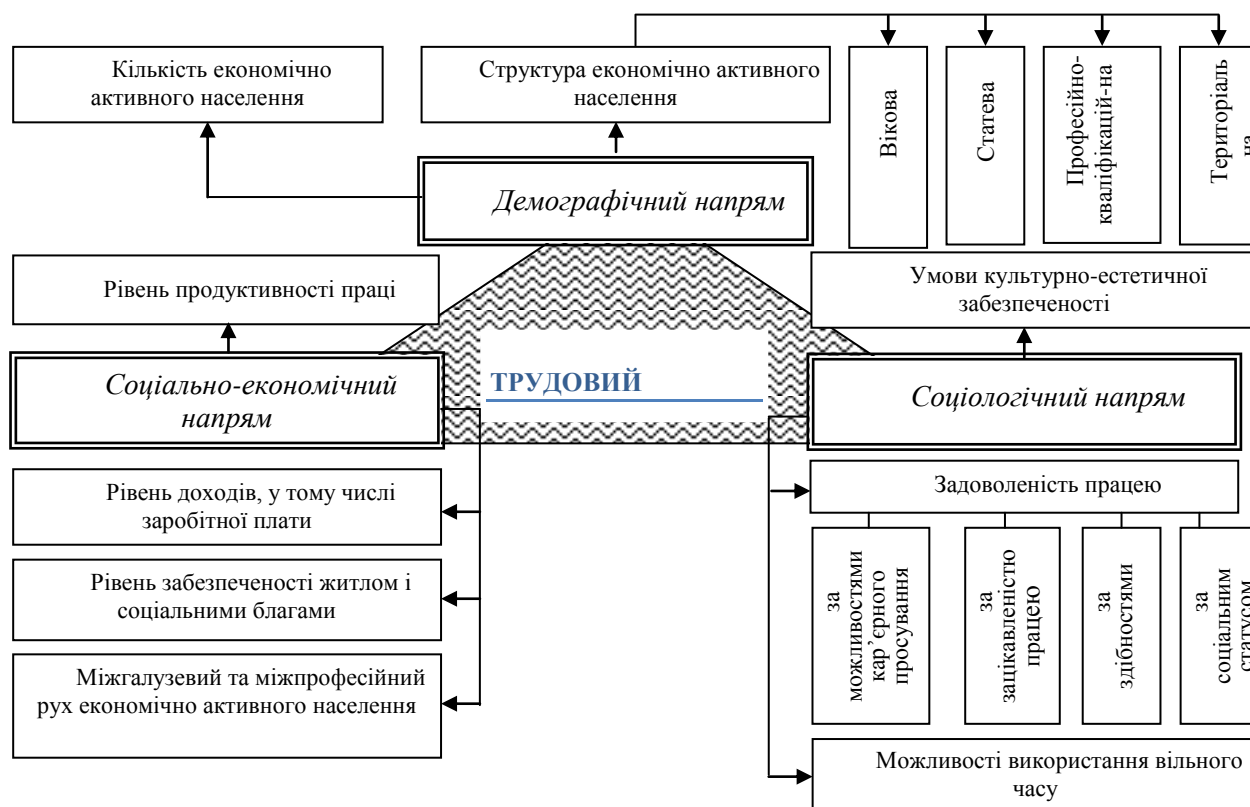 Кількість економічно
активного населення
Структура економічно активного
населення
Вікова
Статева
Професійно-
кваліфікацій-на
Територіаль
на
Демографічний напрям
Рівень продуктивності праці
Умови культурно-естетичної
забезпеченості
Соціально-економічний
напрям
ТРУДОВИЙ
Соціологічний напрям
Рівень доходів, у тому числі
заробітної плати
Рівень забезпеченості житлом і
соціальними благами
Міжгалузевий та міжпрофесійний
рух економічно активного населення
Задоволеність працею
за
можливостями
кар’єрного
просування
за
зацікавленістю
працею
за
здібностями
за
соціальним
статусом
Можливості використання вільного
часу